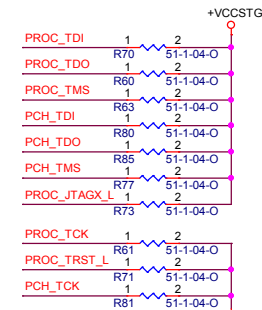 +VCCSTG
PROC_TDI 1 2
R70 51-1-04-O
PROC_TDO 1 2
R60 51-1-04-O
PROC_TMS 1 2
R63 51-1-04-O
PCH_TDI 1 2
R80 51-1-04-O
PCH_TDO 1 2
R85 51-1-04-O
PCH_TMS 1 2
R77 51-1-04-O
PROC_JTAGX_L 1 2
R73 51-1-04-O
PROC_TCK 1 2
R61 51-1-04-O
PROC_TRST_L 1 2
R71 51-1-04-O
PCH_TCK 1 2
R81 51-1-04-O